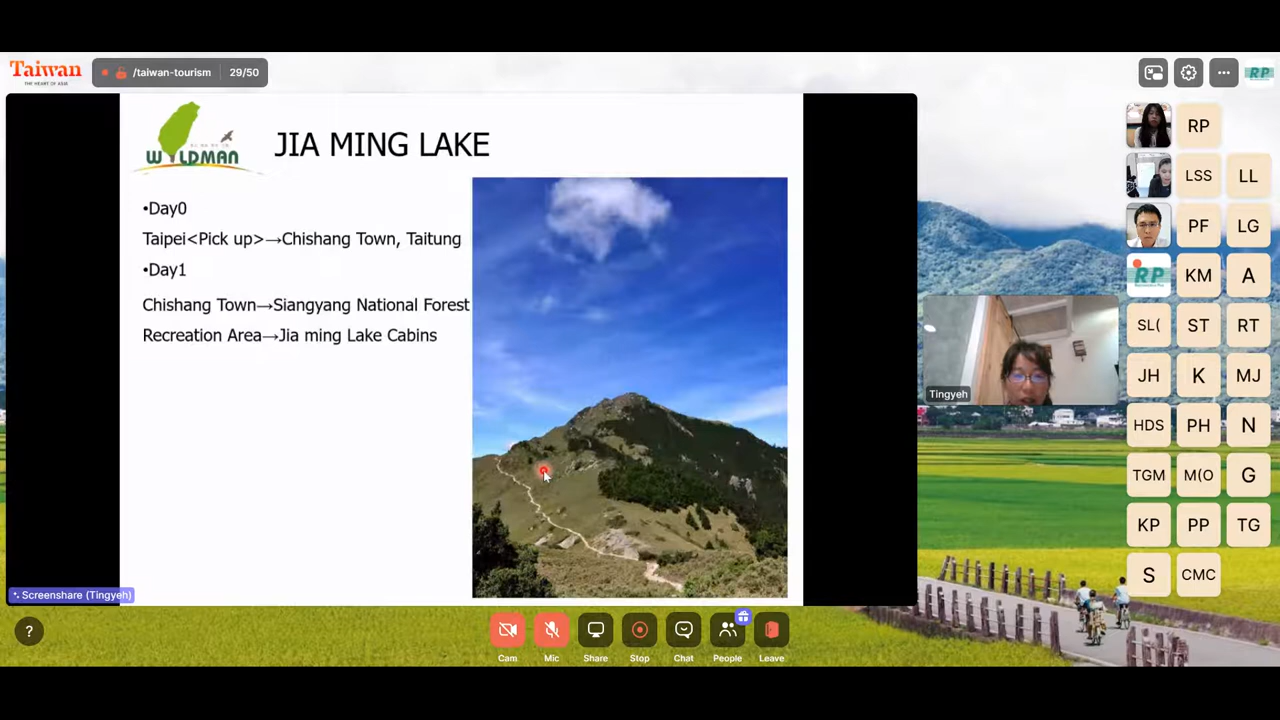 Taiwan
THE HEART OF ASIA
/taiwan-tourism
29/50
RP
WILDMAN
JIA MING LAKE
•Day0
Taipei<Pick up>→Chishang Town, Taitung
•Day1
Chishang Town→Siangyang National Forest
Recreation Area→Jia ming Lake Cabins
Tingyeh
Screenshare (Tingyeh)
RP
LSS LL
PF LG
RP KM A
SL( ST RT
JH K MJ
HDS PH N
TGM M(O G
KP PP TG
S CMC
?
Cam Mic Share Stop Chat People Leave